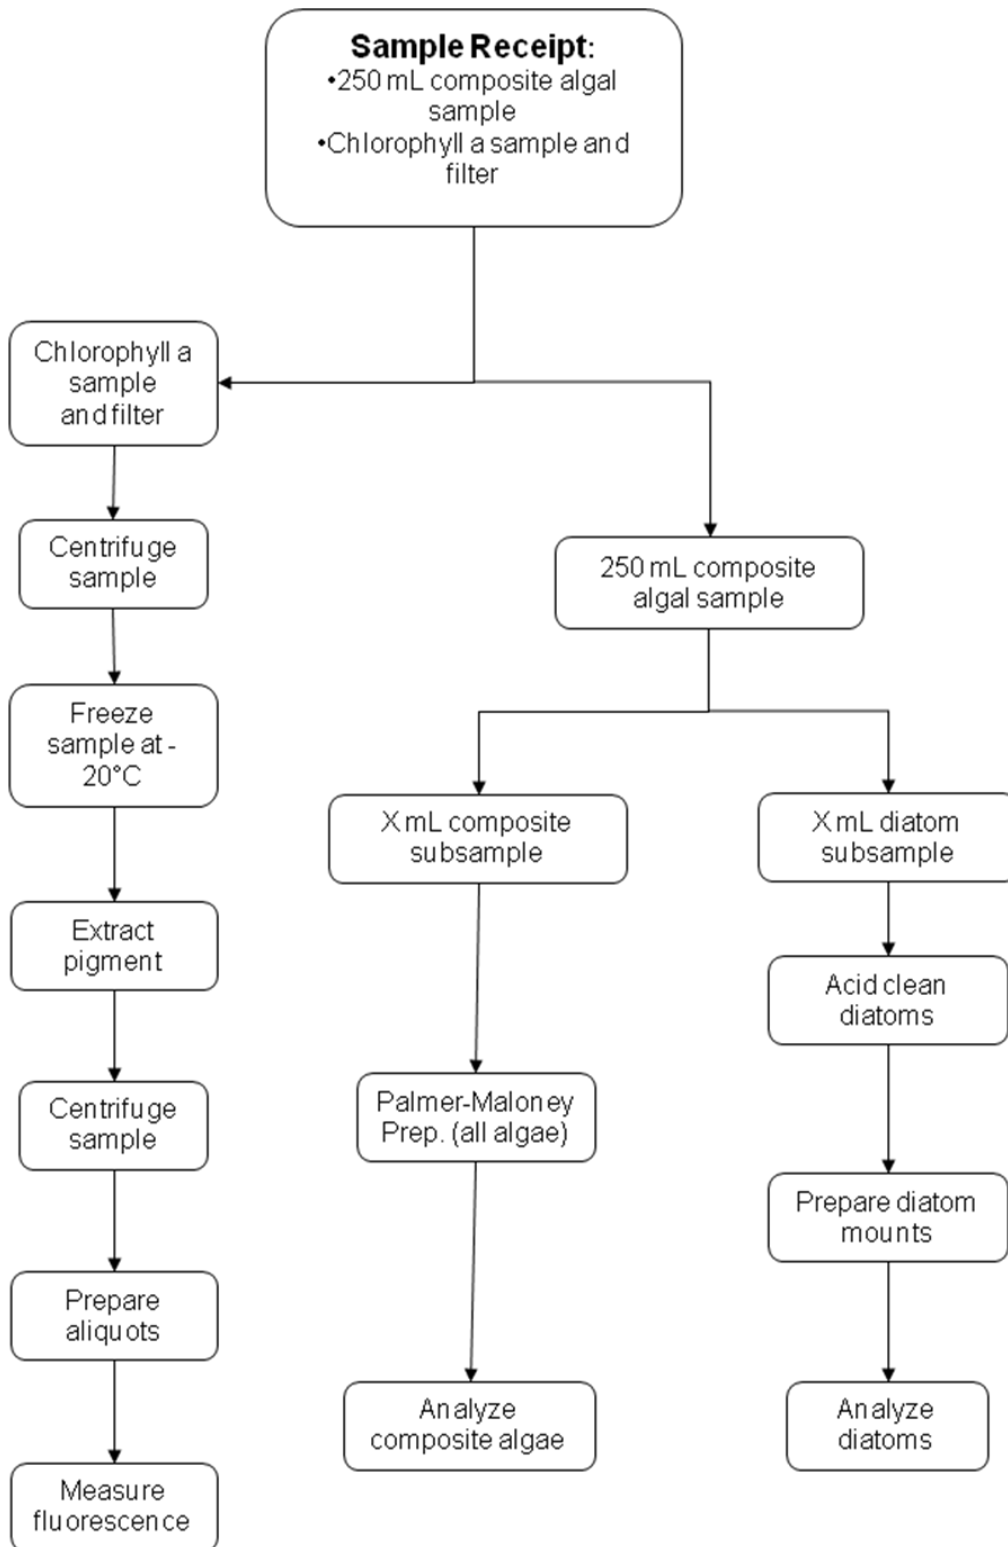 Sample Receipt:
•250 mL composite algal
sample
•Chlorophyll a sample and
filter
Chlorophyll a
sample
and filter
Centrifuge
sample
Freeze
sample at -
20°C
Extract
pigment
Centrifuge
sample
Prepare
aliquots
Measure
fluorescence
250 mL composite
algal sample
X mL composite
subsample
Palmer-Maloney
Prep. (all algae)
Analyze
composite algae
X mL diatom
subsample
Acid clean
diatoms
Prepare diatom
mounts
Analyze
diatoms